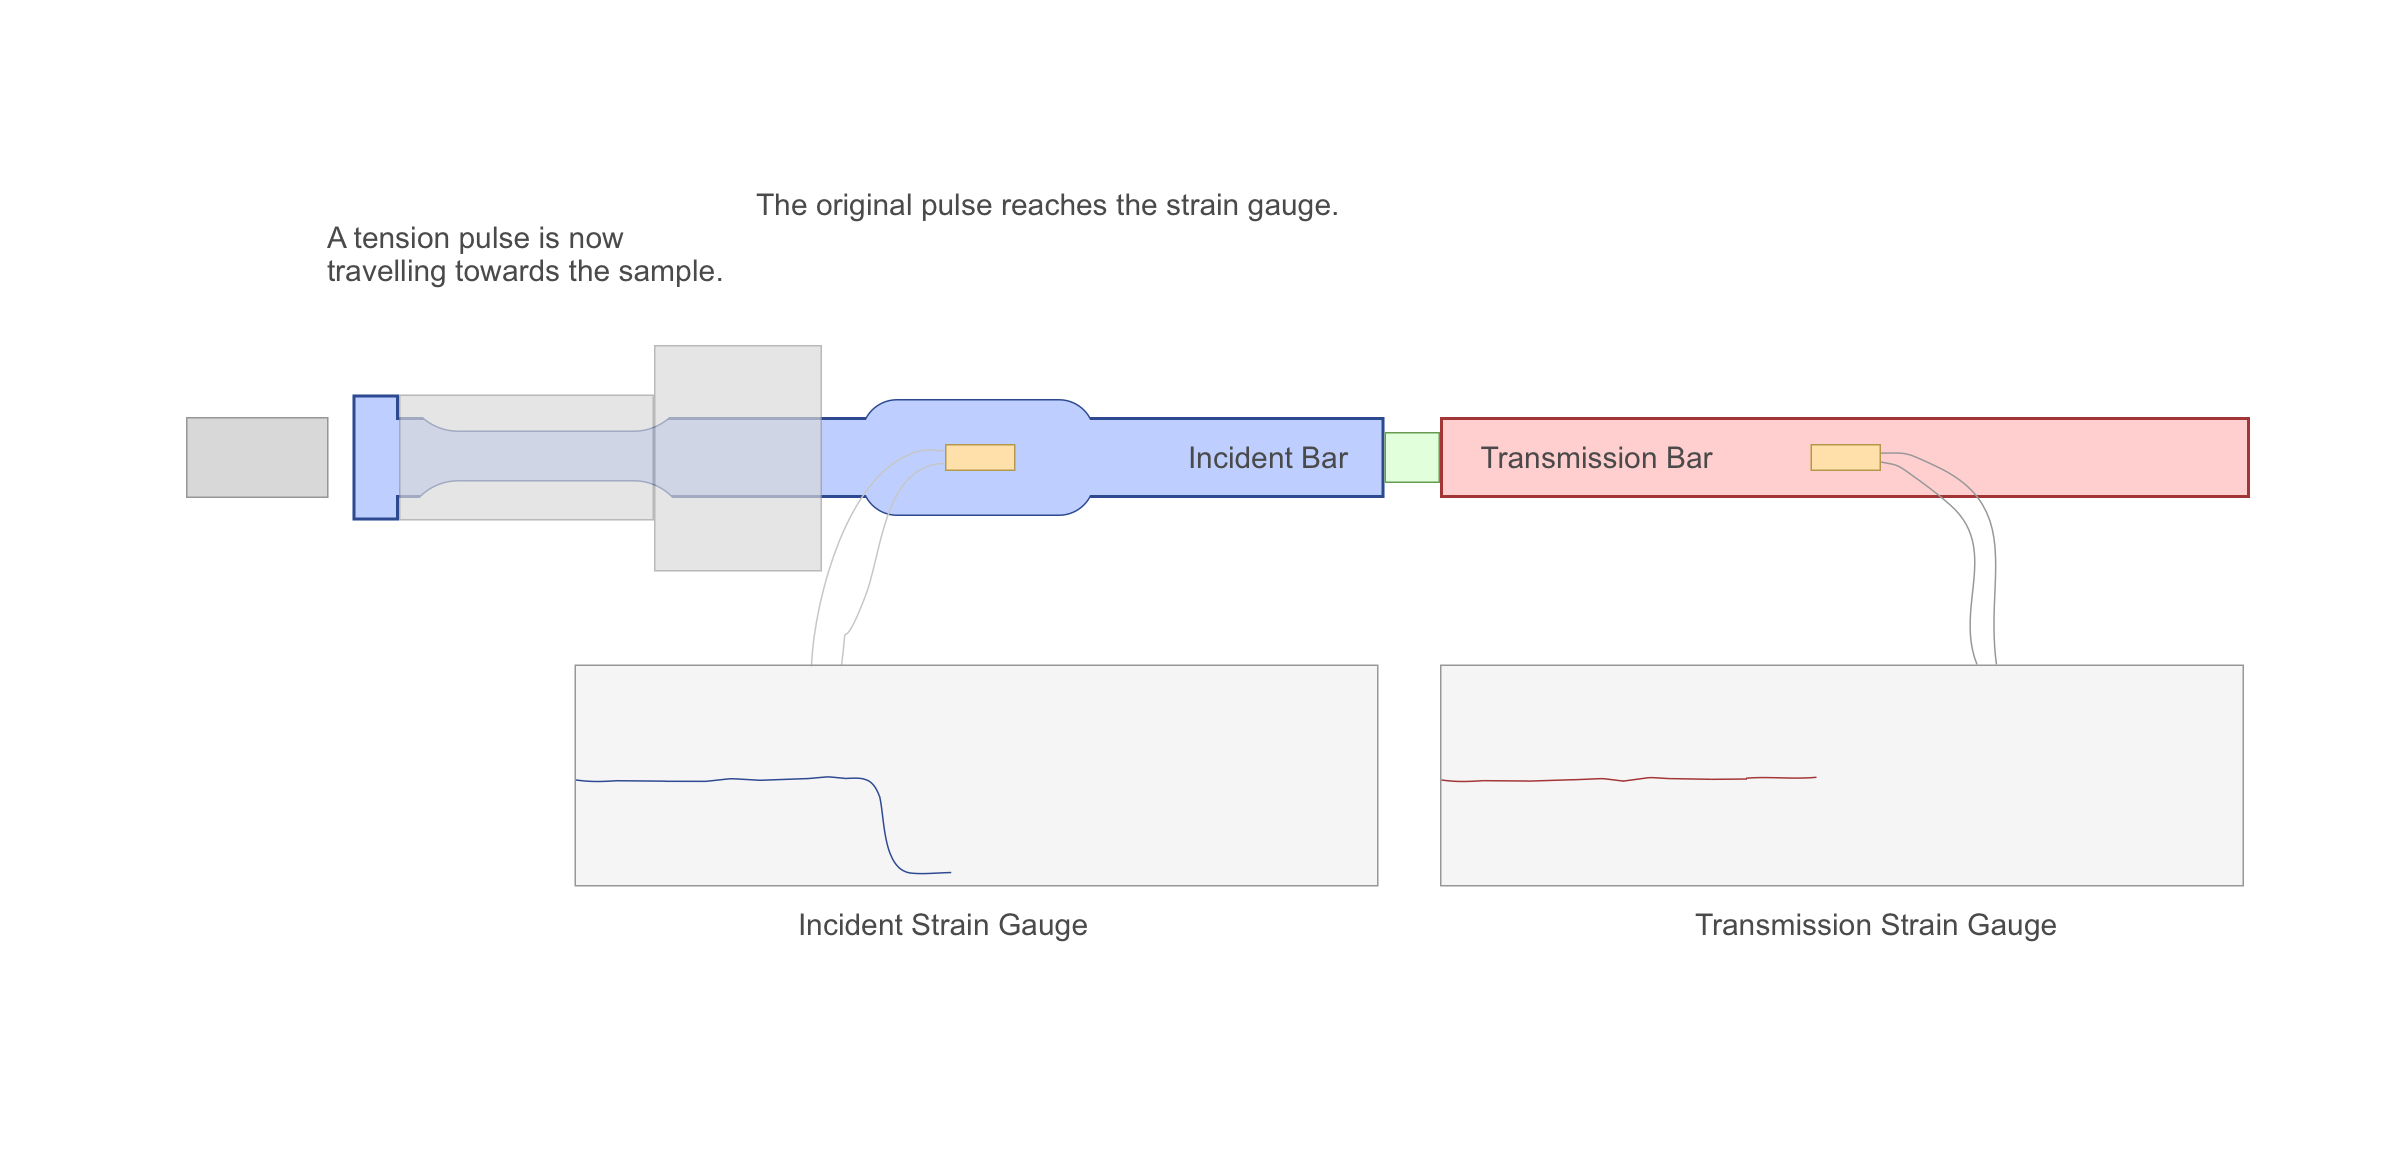 The original pulse reaches the strain gauge.
A tension pulse is now
travelling towards the sample.
Incident Bar
Transmission Bar
Incident Strain Gauge
Transmission Strain Gauge